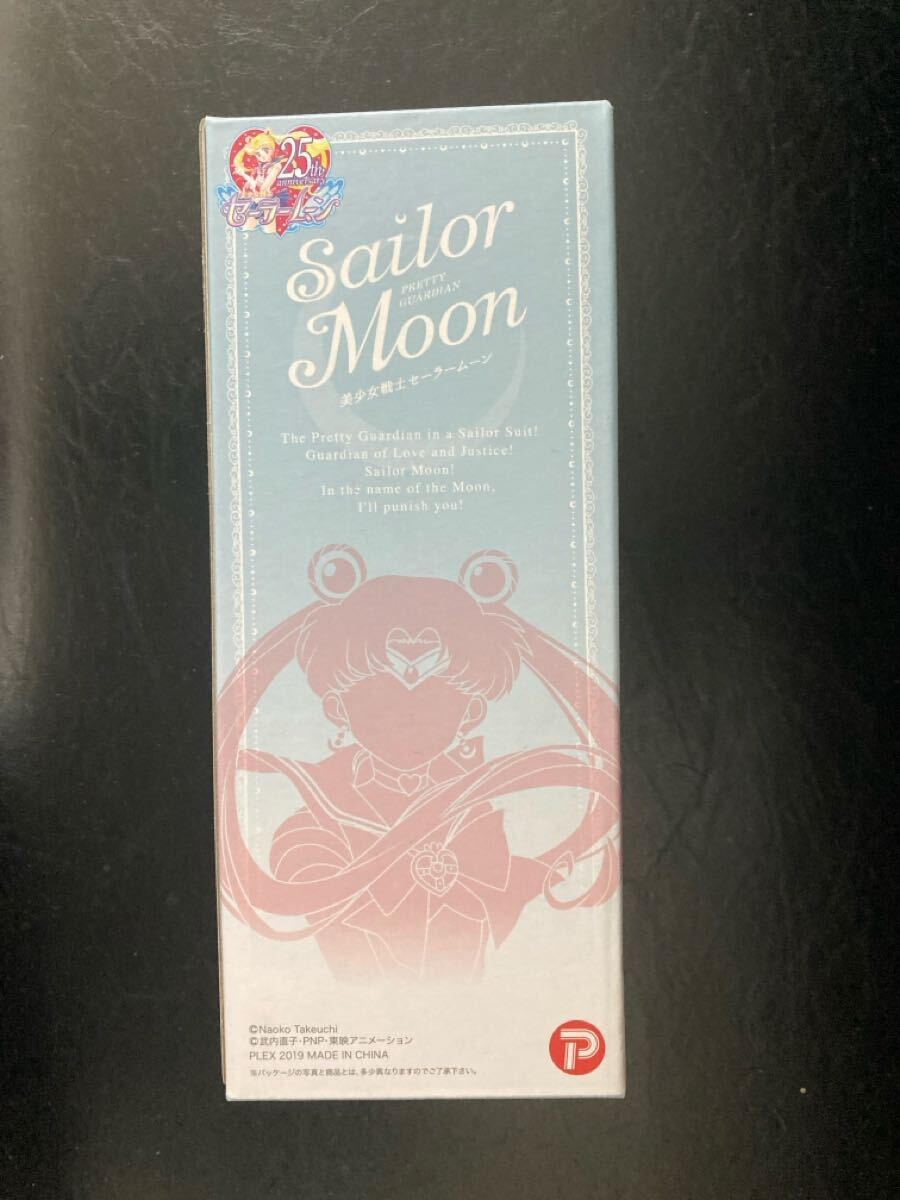 25th
anniversary
セーラームーン
Sailor
PRETTY
GUARDIAN
Moon
美少女戦士セーラームーン
The Pretty Guardian in a Sailor Suit!
Guardian of Love and Justice!
Sailor Moon!
In the name of the Moon,
I'll punish you!
©Naoko Takeuchi
©武内直子・PNP・東映アニメーション
PLEX 2019 MADE IN CHINA
※パッケージの写真と商品とは、多少異なりますのでご了承下さい。
P